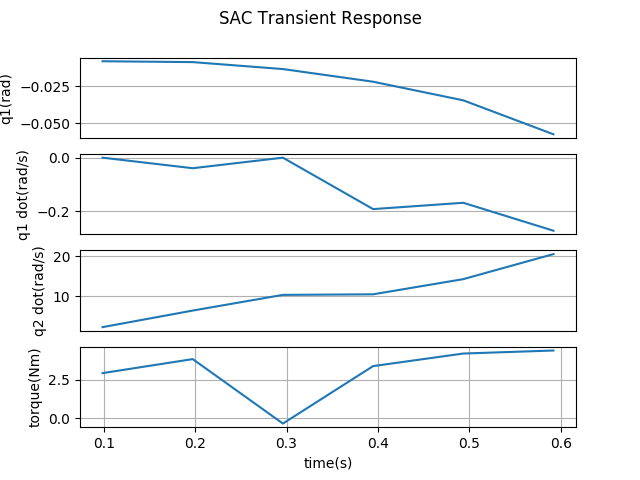 SAC Transient Response
q1(rad)
−0.025
−0.050
q1 dot(rad/s)
0.0
−0.2
q2 dot(rad/s)
20
10
torque(Nm)
2.5
0.0
0.1 0.2 0.3 0.4 0.5 0.6
time(s)